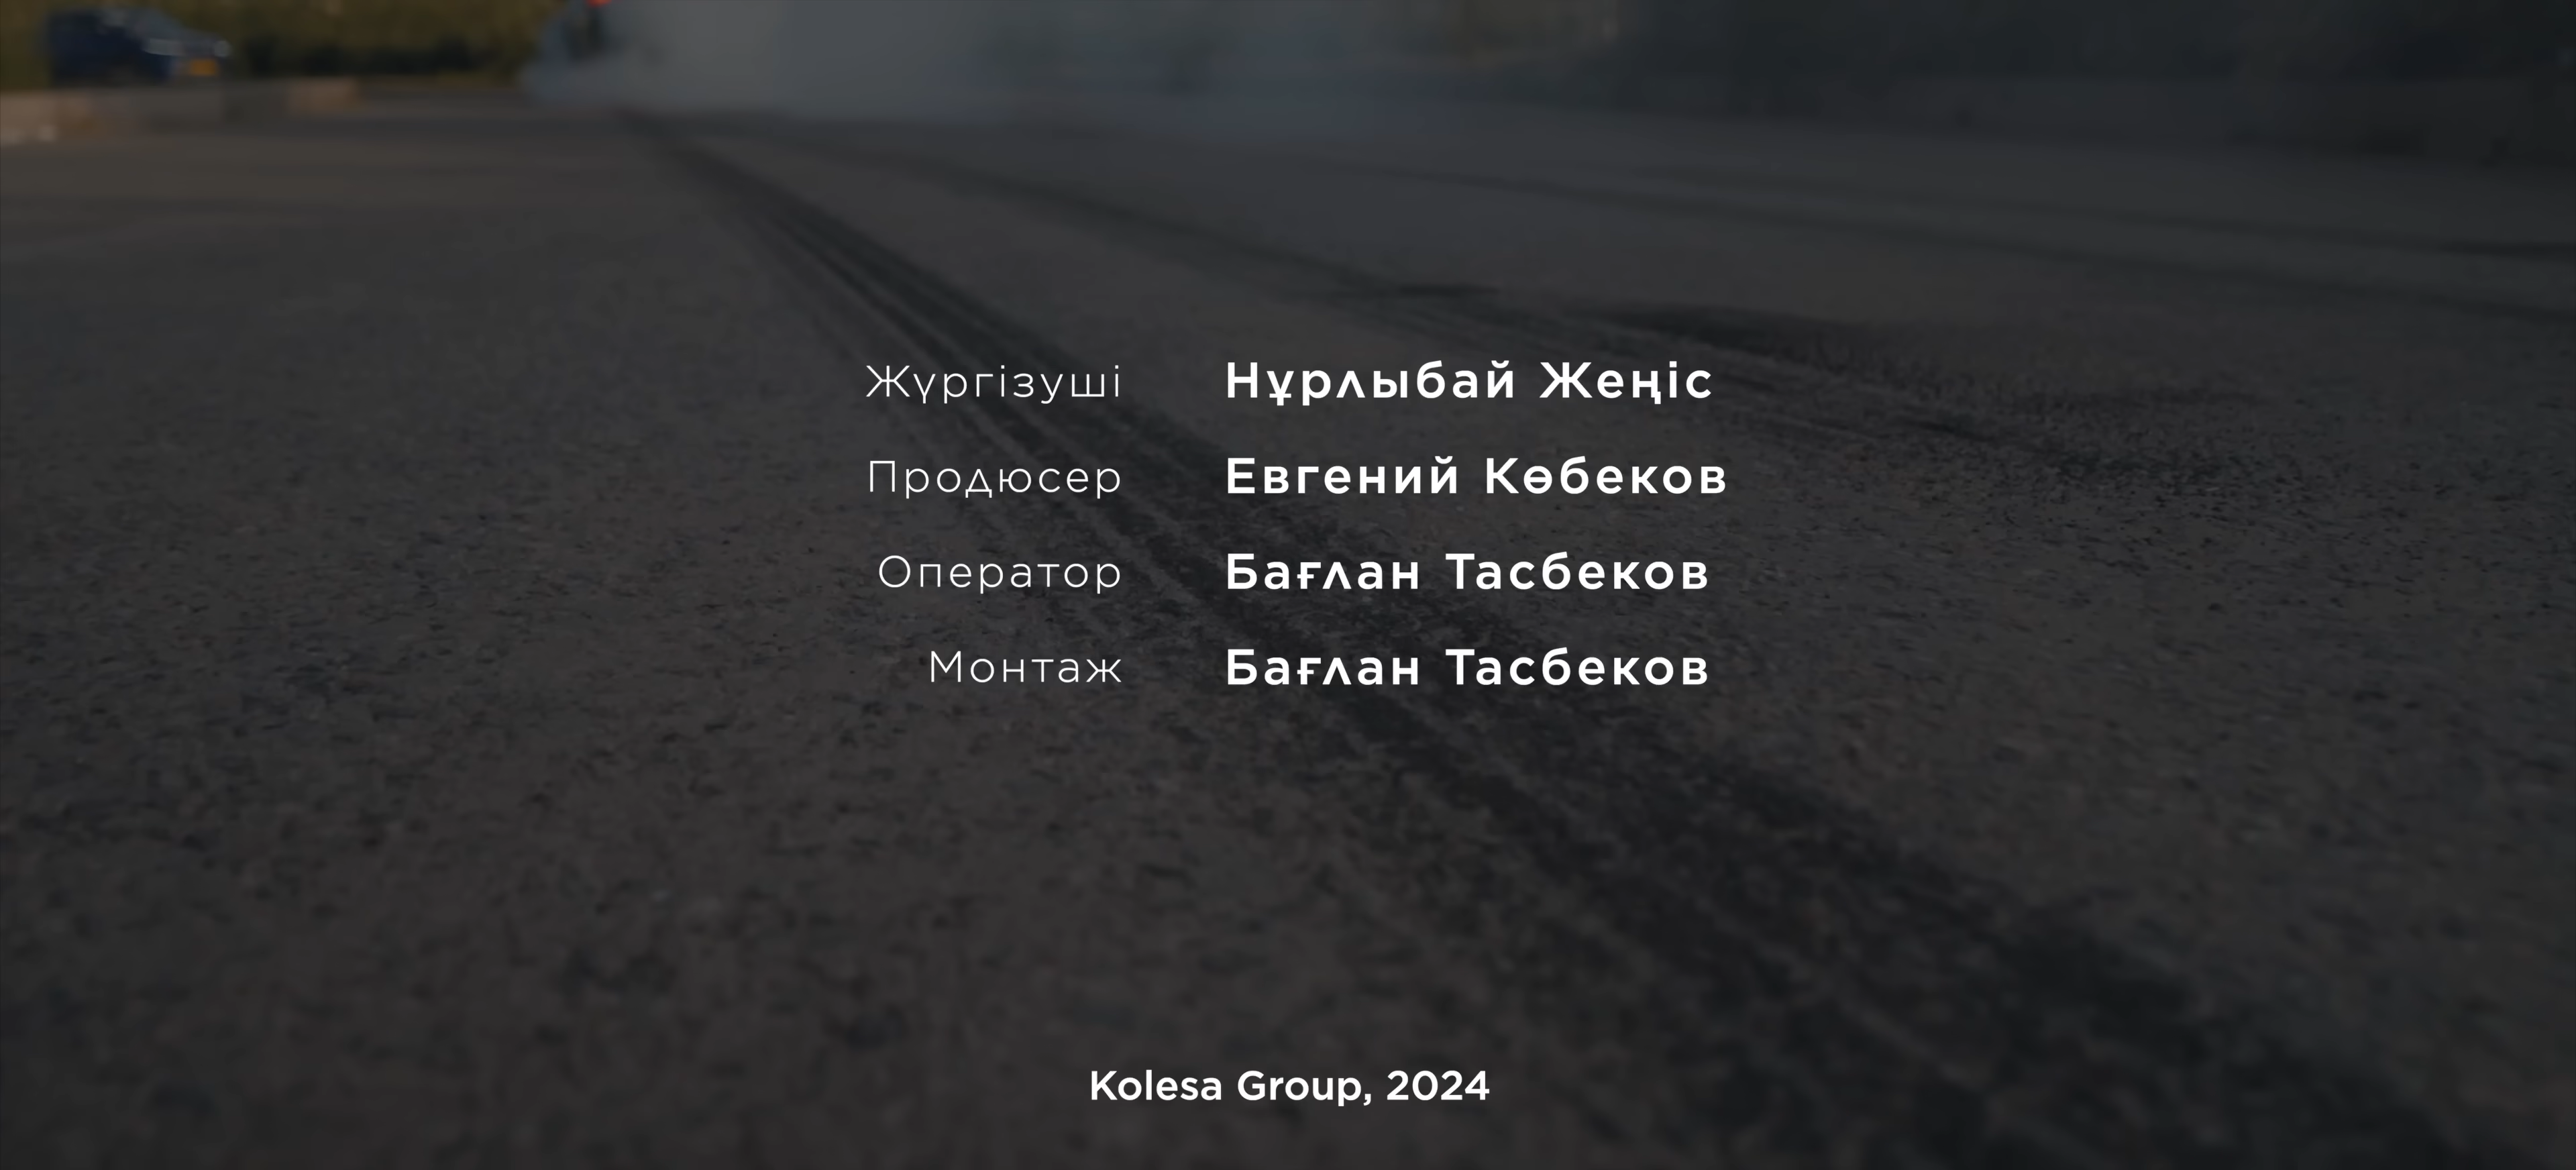 Жүргізуші Нұрлыбай Жеңіс
Продюсер Евгений Көбеков
Оператор Бағлан Тасбеков
Монтаж Бағлан Тасбеков
Kolesa Group, 2024